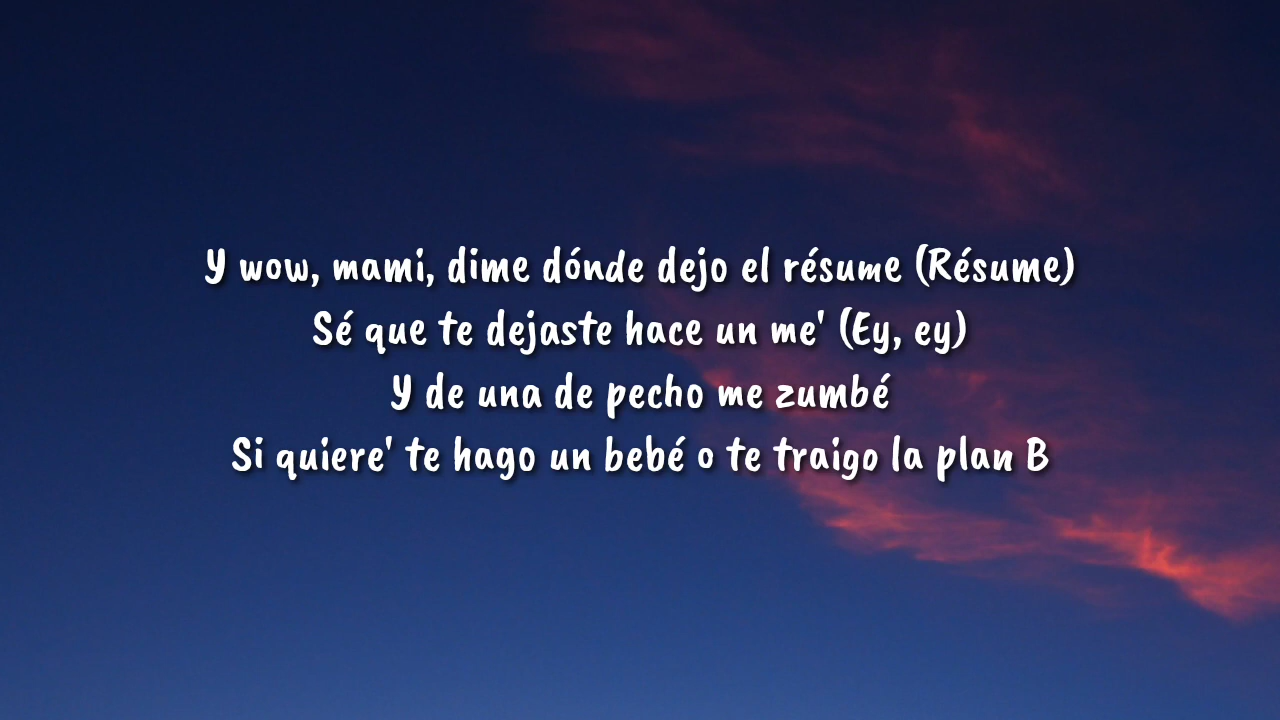 Y wow, mami, dime dónde dejo el résume (Résume)
Sé que te dejaste hace un me' (Ey, ey)
Y de una de pecho me zumbé
Si quiere' te hago un bebé o te traigo la plan B